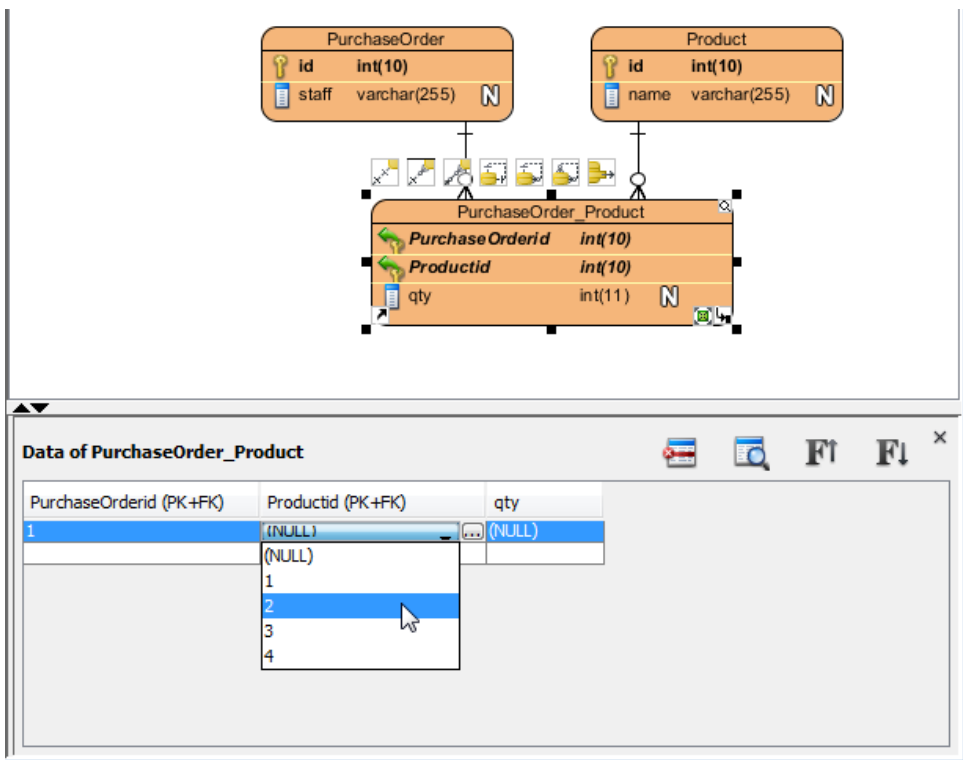 PurchaseOrder
id int(10)
staff varchar(255) N
Product
id int(10)
name varchar(255) N
PurchaseOrder_Product
PurchaseOrderid int(10)
Productid int(10)
qty int(11) N
Data of PurchaseOrder_Product
F F
PurchaseOrderid (PK+FK) Productid (PK+FK) qty
1 (NULL) ... (NULL)
(NULL)
1
2
3
4